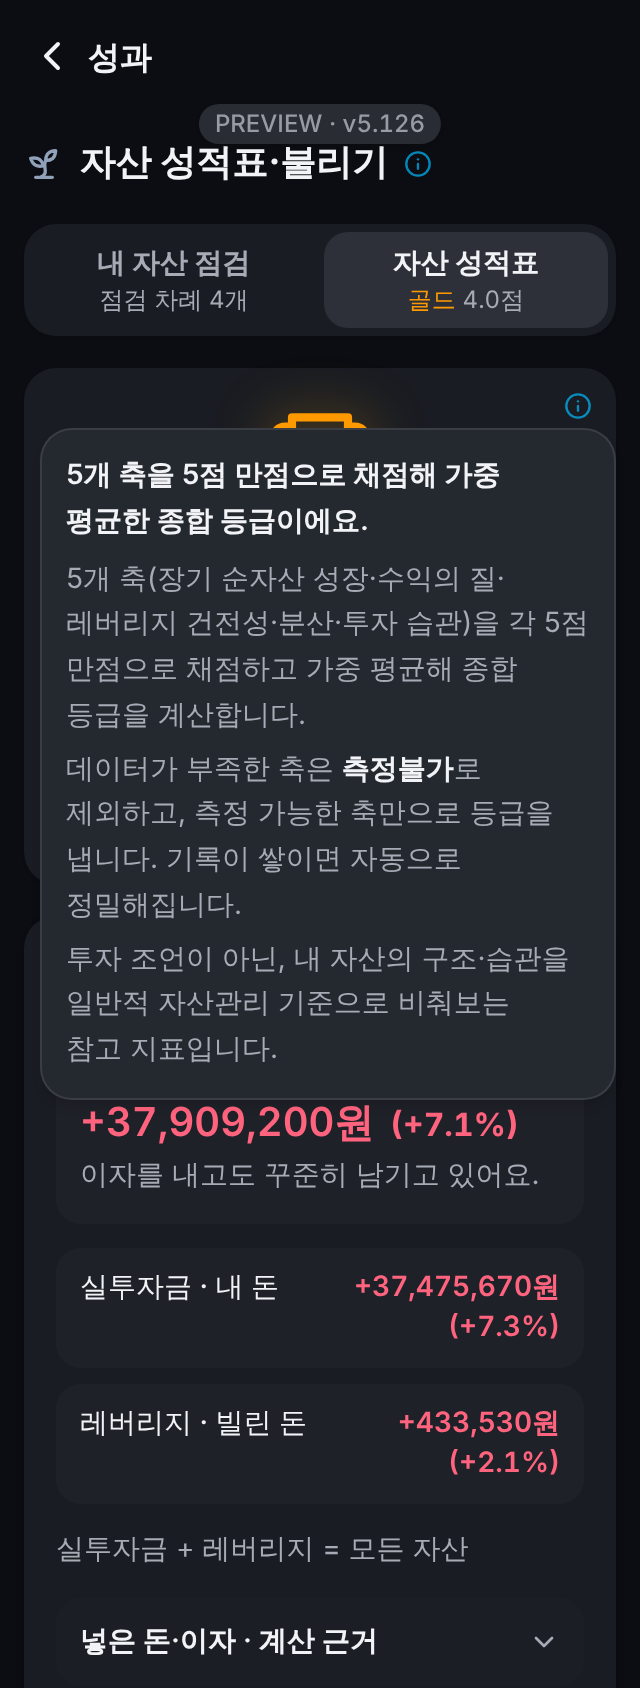 성과
PREVIEW · v5.126
자산 성적표·불리기
내 자산 점검
점검 차례 4개
자산 성적표
골드 4.0점
5개 축을 5점 만점으로 채점해 가중
평균한 종합 등급이에요.
5개 축(장기 순자산 성장·수익의 질·
레버리지 건전성·분산·투자 습관)을 각 5점
만점으로 채점하고 가중 평균해 종합
등급을 계산합니다.
데이터가 부족한 축은 측정불가로
제외하고, 측정 가능한 축만으로 등급을
냅니다. 기록이 쌓이면 자동으로
정밀해집니다.
투자 조언이 아닌, 내 자산의 구조·습관을
일반적 자산관리 기준으로 비춰보는
참고 지표입니다.
+37,909,200원 (+7.1%)
이자를 내고도 꾸준히 남기고 있어요.
실투자금 · 내 돈
+37,475,670원
(+7.3%)
레버리지 · 빌린 돈
+433,530원
(+2.1%)
실투자금 + 레버리지 = 모든 자산
넣은 돈·이자 · 계산 근거